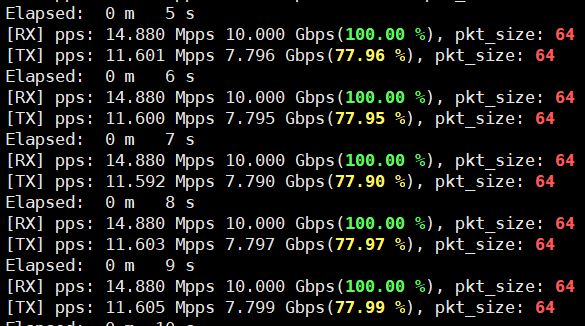 Elapsed:  0 m   5 s
[RX] pps: 14.880 Mpps 10.000 Gbps(100.00 %), pkt_size: 64
[TX] pps: 11.601 Mpps 7.796 Gbps(77.96 %), pkt_size: 64
Elapsed:  0 m   6 s
[RX] pps: 14.880 Mpps 10.000 Gbps(100.00 %), pkt_size: 64
[TX] pps: 11.600 Mpps 7.795 Gbps(77.95 %), pkt_size: 64
Elapsed:  0 m   7 s
[RX] pps: 14.880 Mpps 10.000 Gbps(100.00 %), pkt_size: 64
[TX] pps: 11.592 Mpps 7.790 Gbps(77.90 %), pkt_size: 64
Elapsed:  0 m   8 s
[RX] pps: 14.880 Mpps 10.000 Gbps(100.00 %), pkt_size: 64
[TX] pps: 11.603 Mpps 7.797 Gbps(77.97 %), pkt_size: 64
Elapsed:  0 m   9 s
[RX] pps: 14.880 Mpps 10.000 Gbps(100.00 %), pkt_size: 64
[TX] pps: 11.605 Mpps 7.799 Gbps(77.99 %), pkt_size: 64
Elapsed:  0 m  10 s